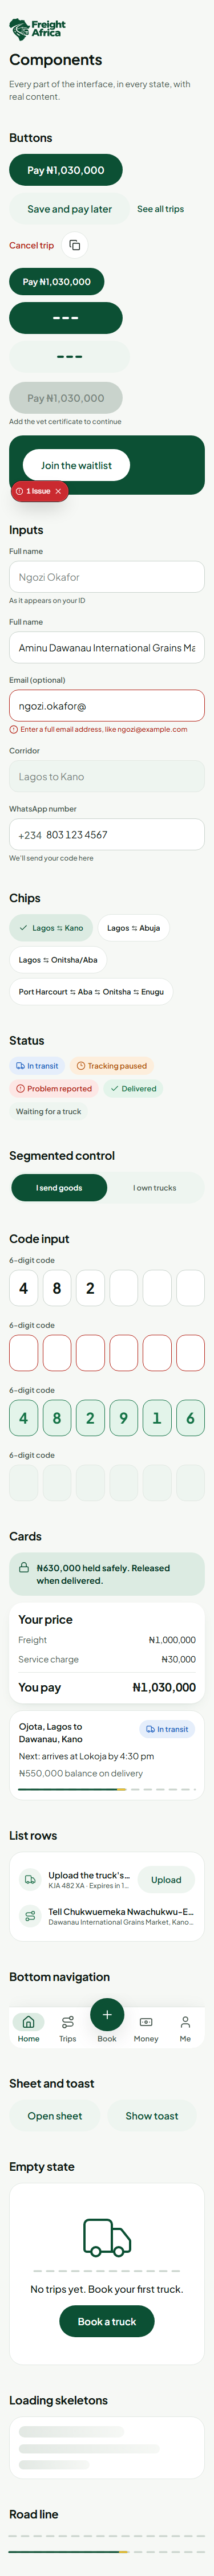 Freight
Africa
Components
Every part of the interface, in every state, with
real content.
Buttons
Pay ₦1,030,000
Save and pay later
See all trips
Cancel trip
Pay ₦1,030,000
Pay ₦1,030,000
Add the vet certificate to continue
Join the waitlist
1 Issue
Inputs
Full name
Ngozi Okafor
As it appears on your ID
Full name
Aminu Dawanau International Grains Ma
Email (optional)
ngozi.okafor@
Enter a full email address, like ngozi@example.com
Corridor
Lagos to Kano
WhatsApp number
+234 803 123 4567
We'll send your code here
Chips
Lagos ⇆ Kano
Lagos ⇆ Abuja
Lagos ⇆ Onitsha/Aba
Port Harcourt ⇆ Aba ⇆ Onitsha ⇆ Enugu
Status
In transit
Tracking paused
Problem reported
Delivered
Waiting for a truck
Segmented control
I send goods
I own trucks
Code input
6-digit code
4 8 2
6-digit code
6-digit code
4 8 2 9 1 6
6-digit code
Cards
₦630,000 held safely. Released
when delivered.
Your price
Freight ₦1,000,000
Service charge ₦30,000
You pay ₦1,030,000
Ojota, Lagos to
Dawanau, Kano
In transit
Next: arrives at Lokoja by 4:30 pm
₦550,000 balance on delivery
List rows
Upload the truck's...
KJA 482 XA · Expires in 1...
Upload
Tell Chukwuemeka Nwachukwu-E...
Dawanau International Grains Market, Kano...
Bottom navigation
Home Trips Book Money Me
Sheet and toast
Open sheet
Show toast
Empty state
No trips yet. Book your first truck.
Book a truck
Loading skeletons
Road line